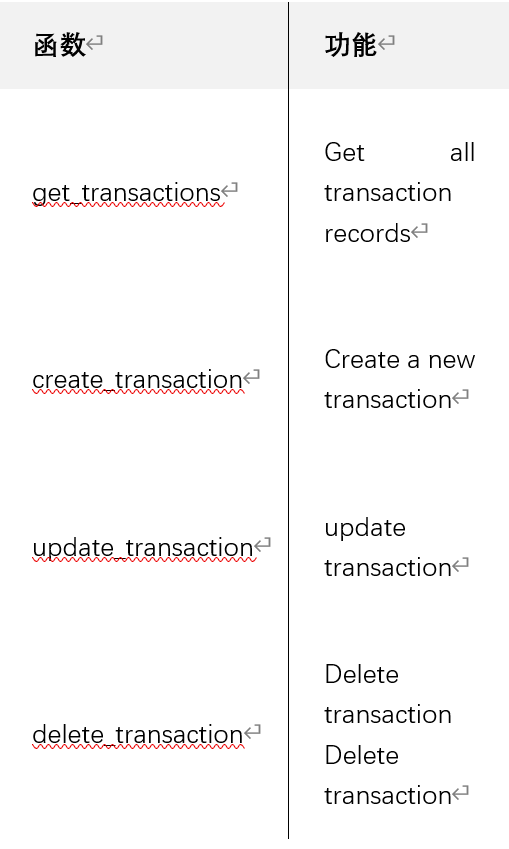 函数 功能
get_transactions
Get all
transaction
records
create_transaction
Create a new
transaction
update_transaction
update
transaction
delete_transaction
Delete
transaction
Delete
transaction